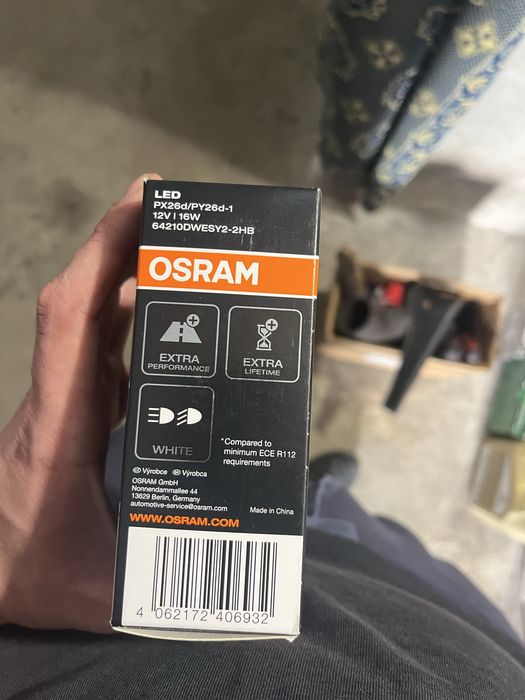 LED
PX26d/PY26d-1
12V | 16W
64210DWESY2-2HB
OSRAM
EXTRA
PERFORMANCE
EXTRA
LIFETIME
WHITE
*Compared to
minimum ECE R112
requirements
Výrobce Výrobca
OSRAM GmbH
Nonnendammallee 44
13629 Berlin, Germany
automotive-service@osram.com
Made in China
WWW.OSRAM.COM
4 062172 406932